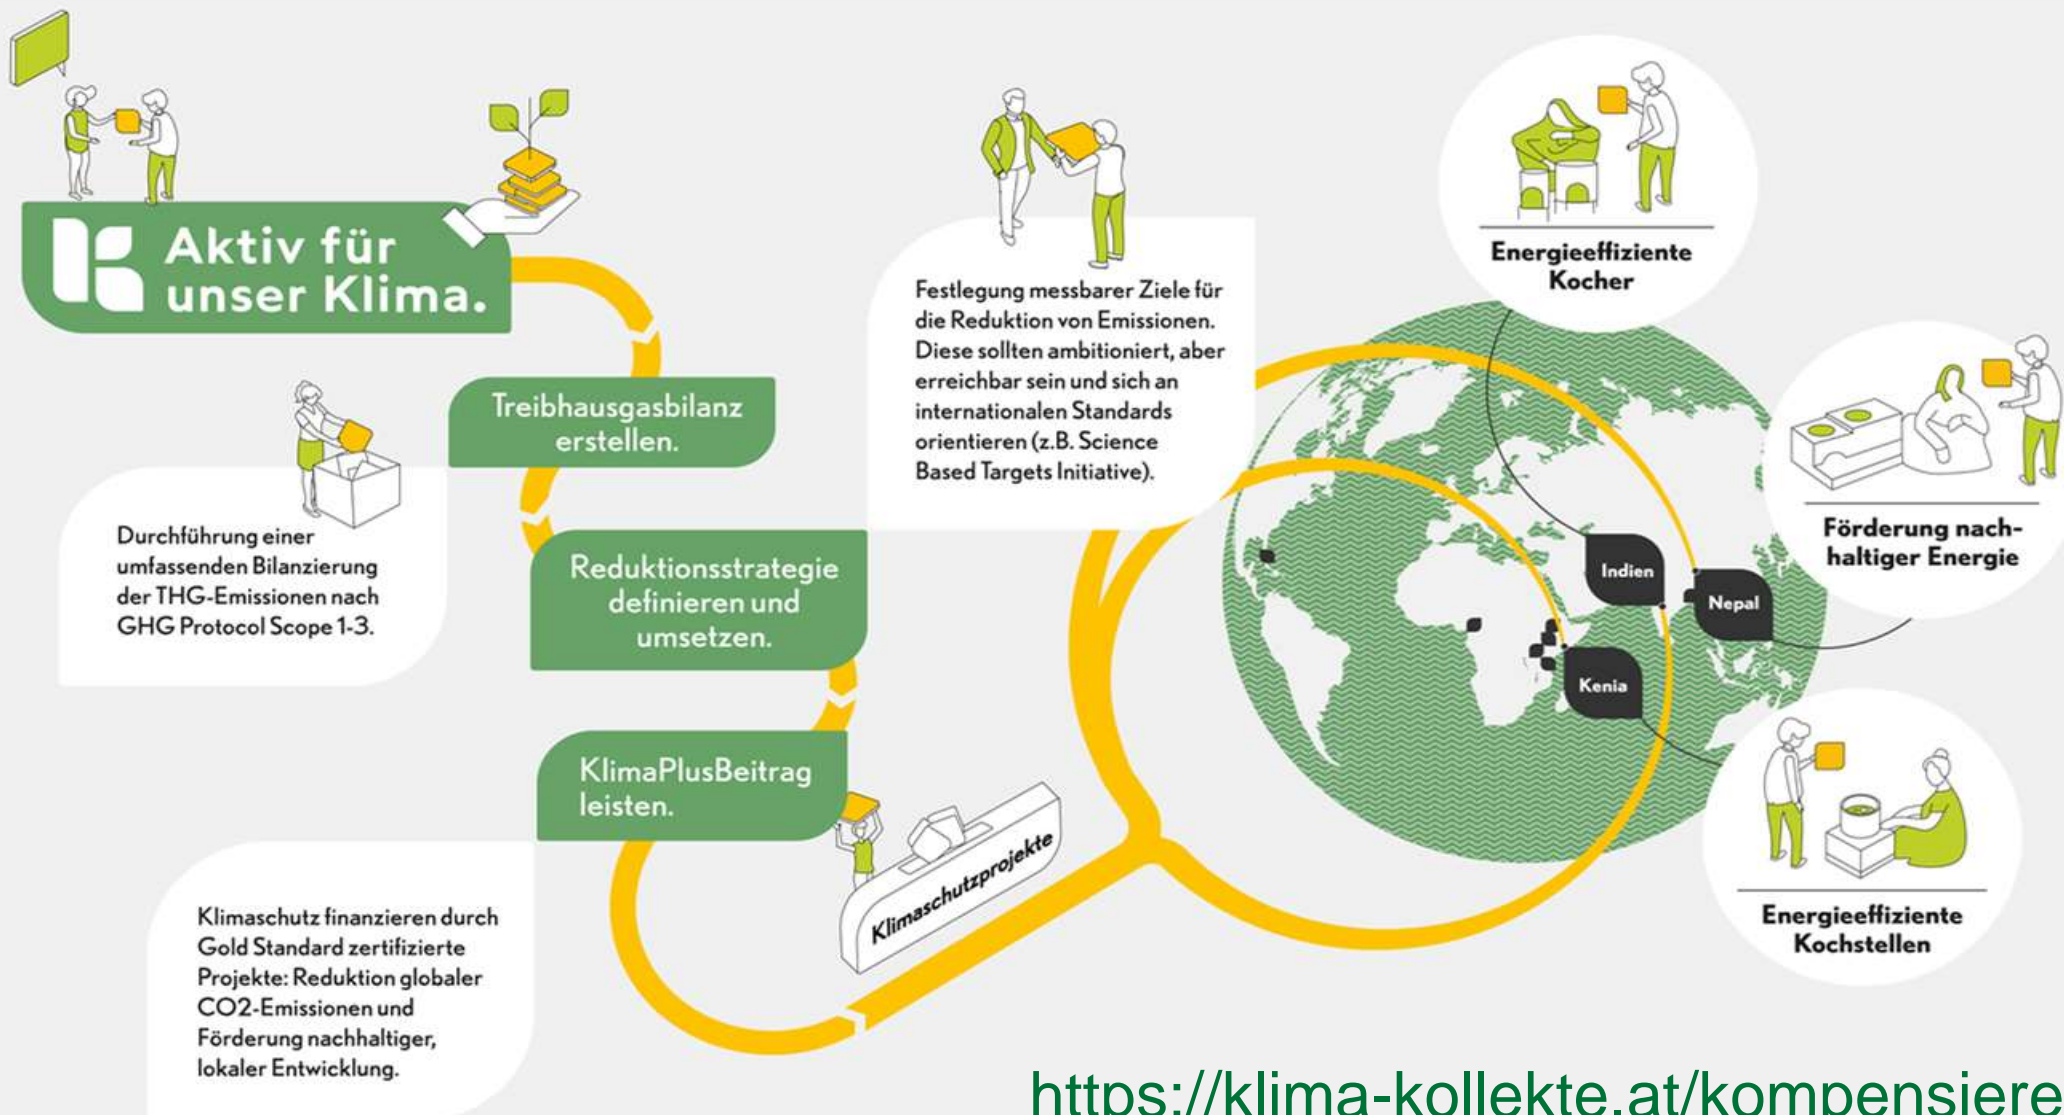 Aktiv für
unser Klima.
Treibhausgasbilanz
erstellen.
Durchführung einer
umfassenden Bilanzierung
der THG-Emissionen nach
GHG Protocol Scope 1-3.
Reduktionsstrategie
definieren und
umsetzen.
Festlegung messbarer Ziele für
die Reduktion von Emissionen.
Diese sollten ambitioniert, aber
erreichbar sein und sich an
internationalen Standards
orientieren (z.B. Science
Based Targets Initiative).
KlimaPlusBeitrag
leisten.
Klimaschutz finanzieren durch
Gold Standard zertifizierte
Projekte: Reduktion globaler
CO2-Emissionen und
Förderung nachhaltiger,
lokaler Entwicklung.
Klimaschutzprojekte
Energieeffiziente
Kocher
Indien
Nepal
Kenia
Förderung nach-
haltiger Energie
Energieeffiziente
Kochstellen
https://klima-kollekte.at/kompensiere